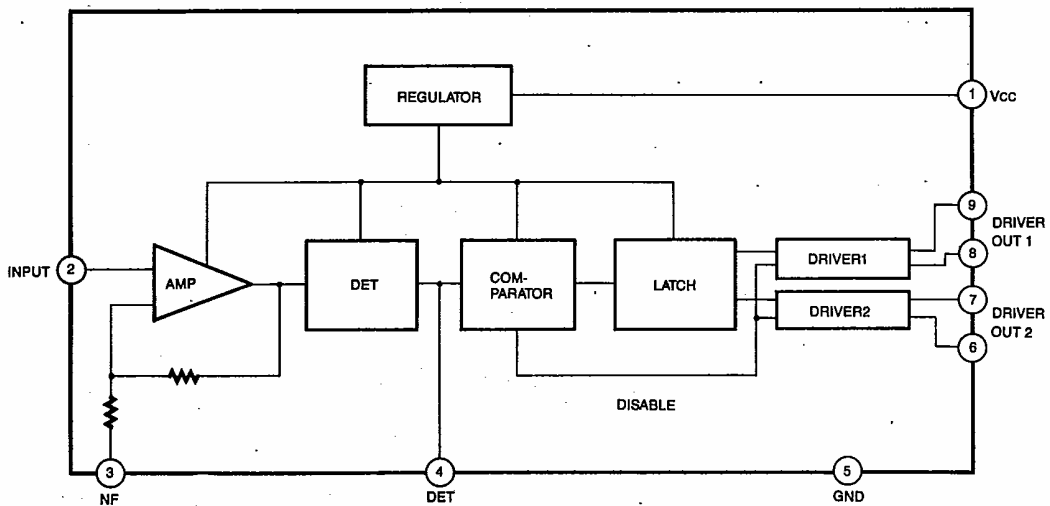 REGULATOR
1
Vcc
9
DRIVER
OUT 1
8
INPUT
2
AMP
DET
COM-
PARATOR
LATCH
DRIVER1
DRIVER2
7
DRIVER
OUT 2
6
DISABLE
3
NF
4
DET
5
GND